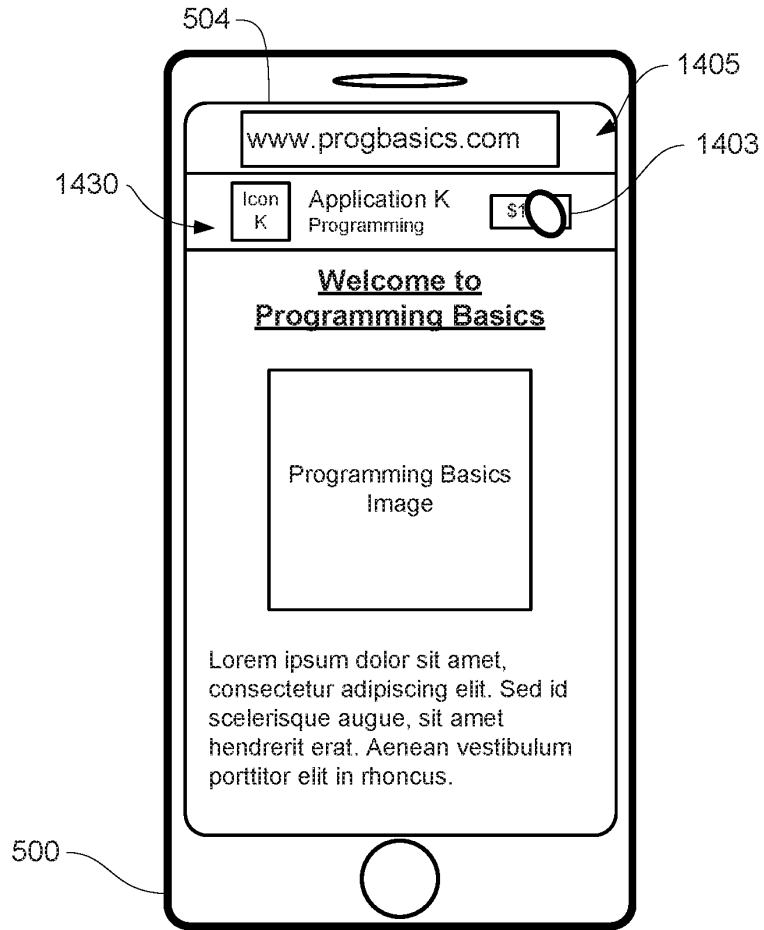 504
1405
www.progbasics.com
1403
1430
Icon
K
Application K
Programming
Welcome to
Programming Basics
Programming Basics
Image
Lorem ipsum dolor sit amet,
consectetur adipiscing elit. Sed id
scelerisque augue, sit amet
hendrerit erat. Aenean vestibulum
porttitor elit in rhoncus.
500